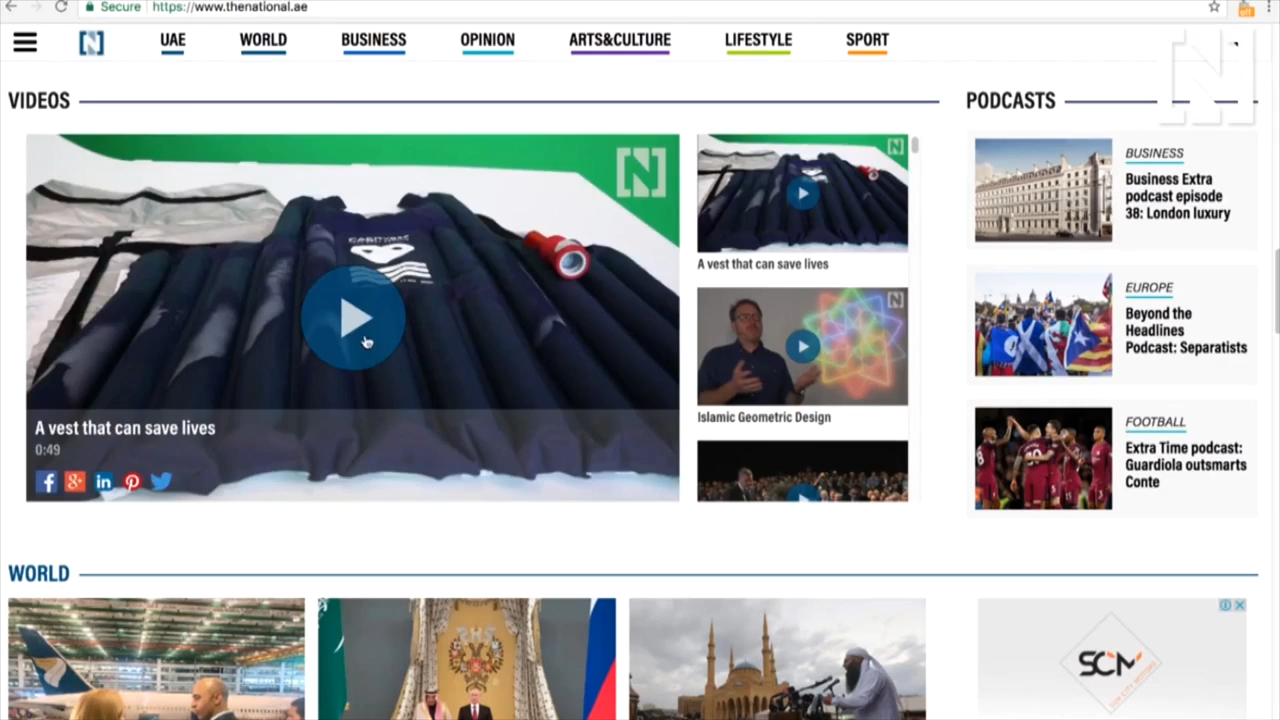 Secure
https://www.thenational.ae
off
N
UAE
WORLD
BUSINESS
OPINION
ARTS&CULTURE
LIFESTYLE
SPORT
N
VIDEOS
N
A vest that can save lives
0:49
N
A vest that can save lives
N
Islamic Geometric Design
PODCASTS
BUSINESS
Business Extra
podcast episode
38: London luxury
EUROPE
Beyond the
Headlines
Podcast: Separatists
FOOTBALL
Extra Time podcast:
Guardiola outsmarts
Conte
WORLD
SCM